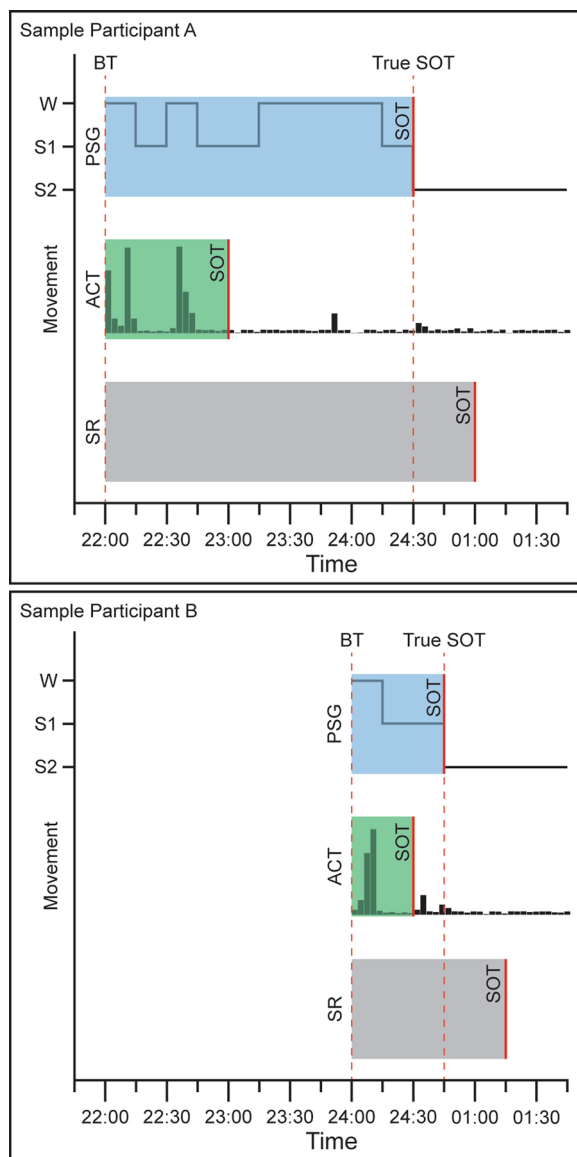 Sample Participant A
BT True SOT
W
S1
S2
PSG
SOT
Movement
ACT
SOT
SR
SOT
22:00 22:30 23:00 23:30 24:00 24:30 01:00 01:30
Time
Sample Participant B
BT True SOT
W
S1
S2
PSG
SOT
Movement
ACT
SOT
SR
SOT
22:00 22:30 23:00 23:30 24:00 24:30 01:00 01:30
Time